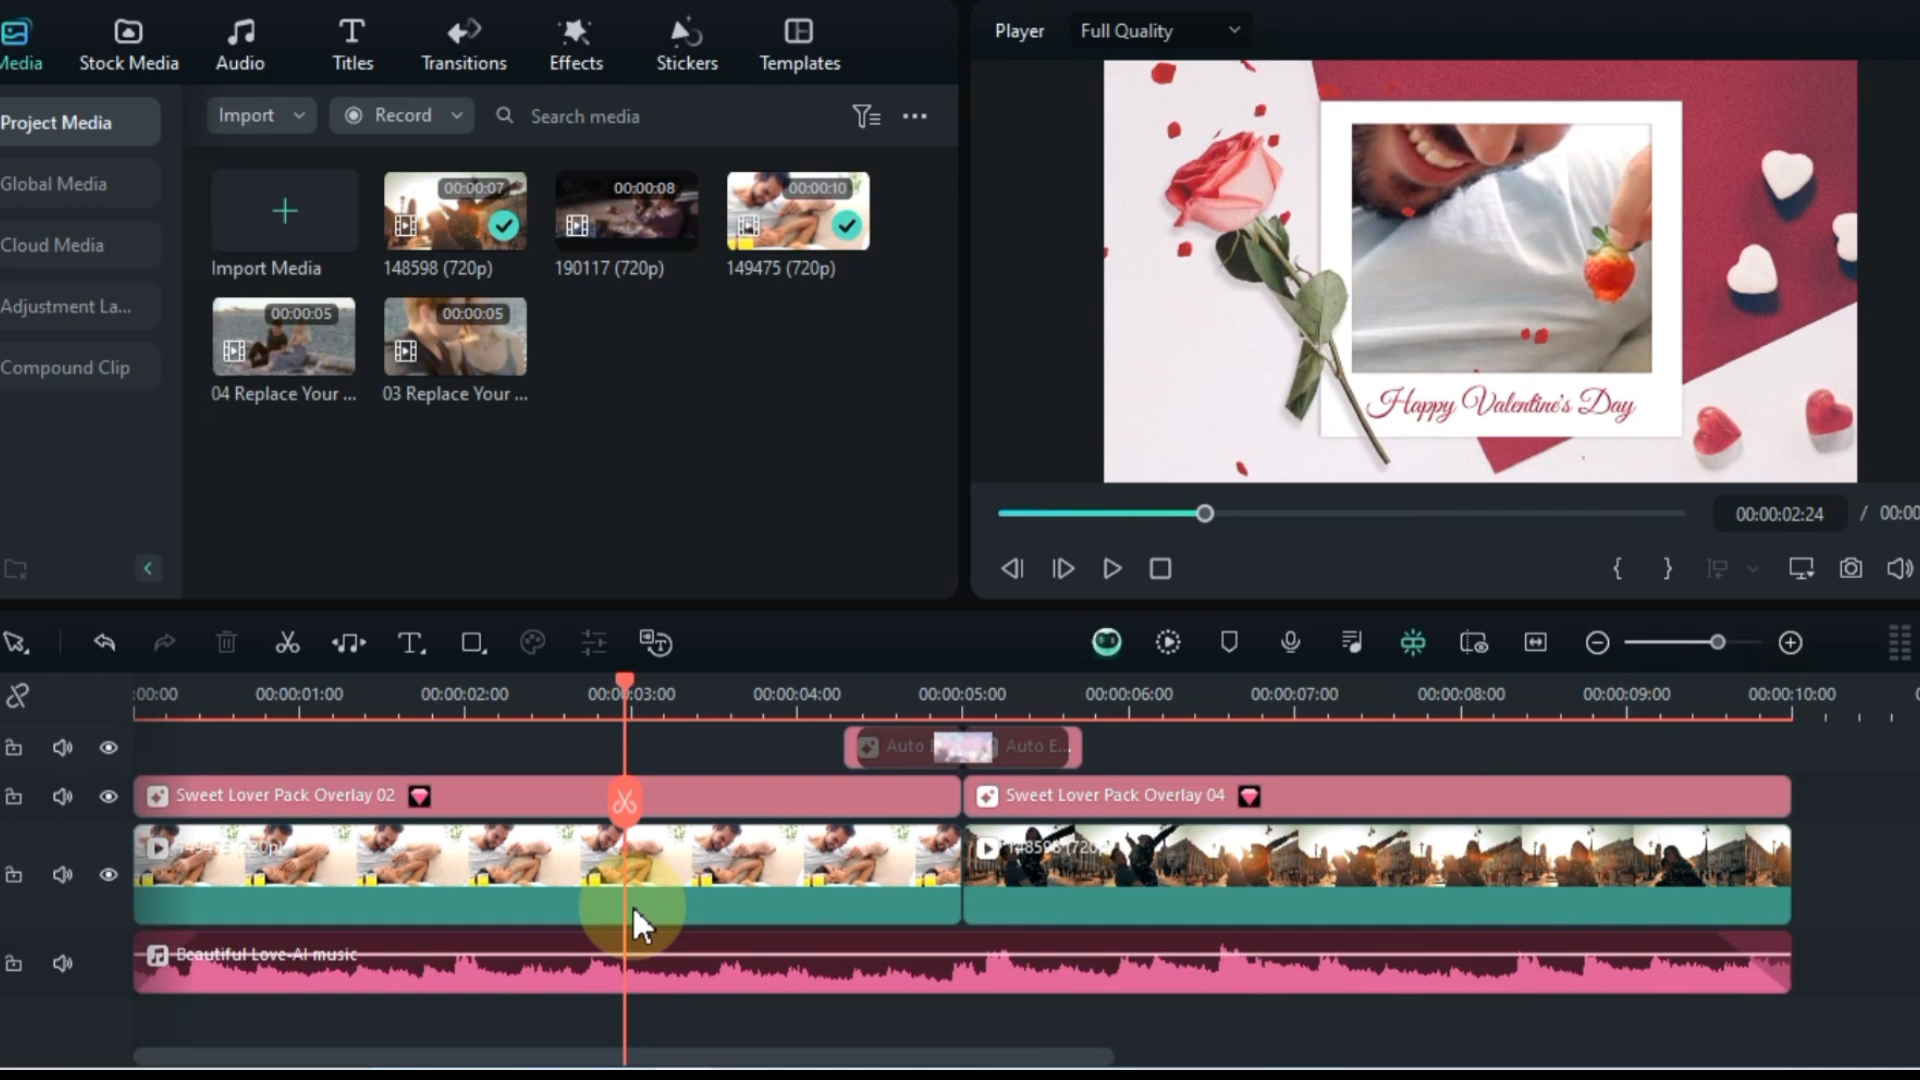 Media
Stock Media
Audio
Titles
Transitions
Effects
Stickers
Templates
Player
Full Quality
Project Media
Global Media
Cloud Media
Adjustment La...
Compound Clip
Import
Record
Search media
Import Media
00:00:07
148598 (720p)
00:00:08
190117 (720p)
00:00:10
149475 (720p)
00:00:05
04 Replace Your ...
00:00:05
03 Replace Your ...
Happy Valentine's Day
00:00:02:24
/
00:00
:00:00
00:00:01:00
00:00:02:00
00:00:03:00
00:00:04:00
00:00:05:00
00:00:06:00
00:00:07:00
00:00:08:00
00:00:09:00
00:00:10:00
Auto
Auto E...
Sweet Lover Pack Overlay 02
Sweet Lover Pack Overlay 04
Beautiful Love-AI music